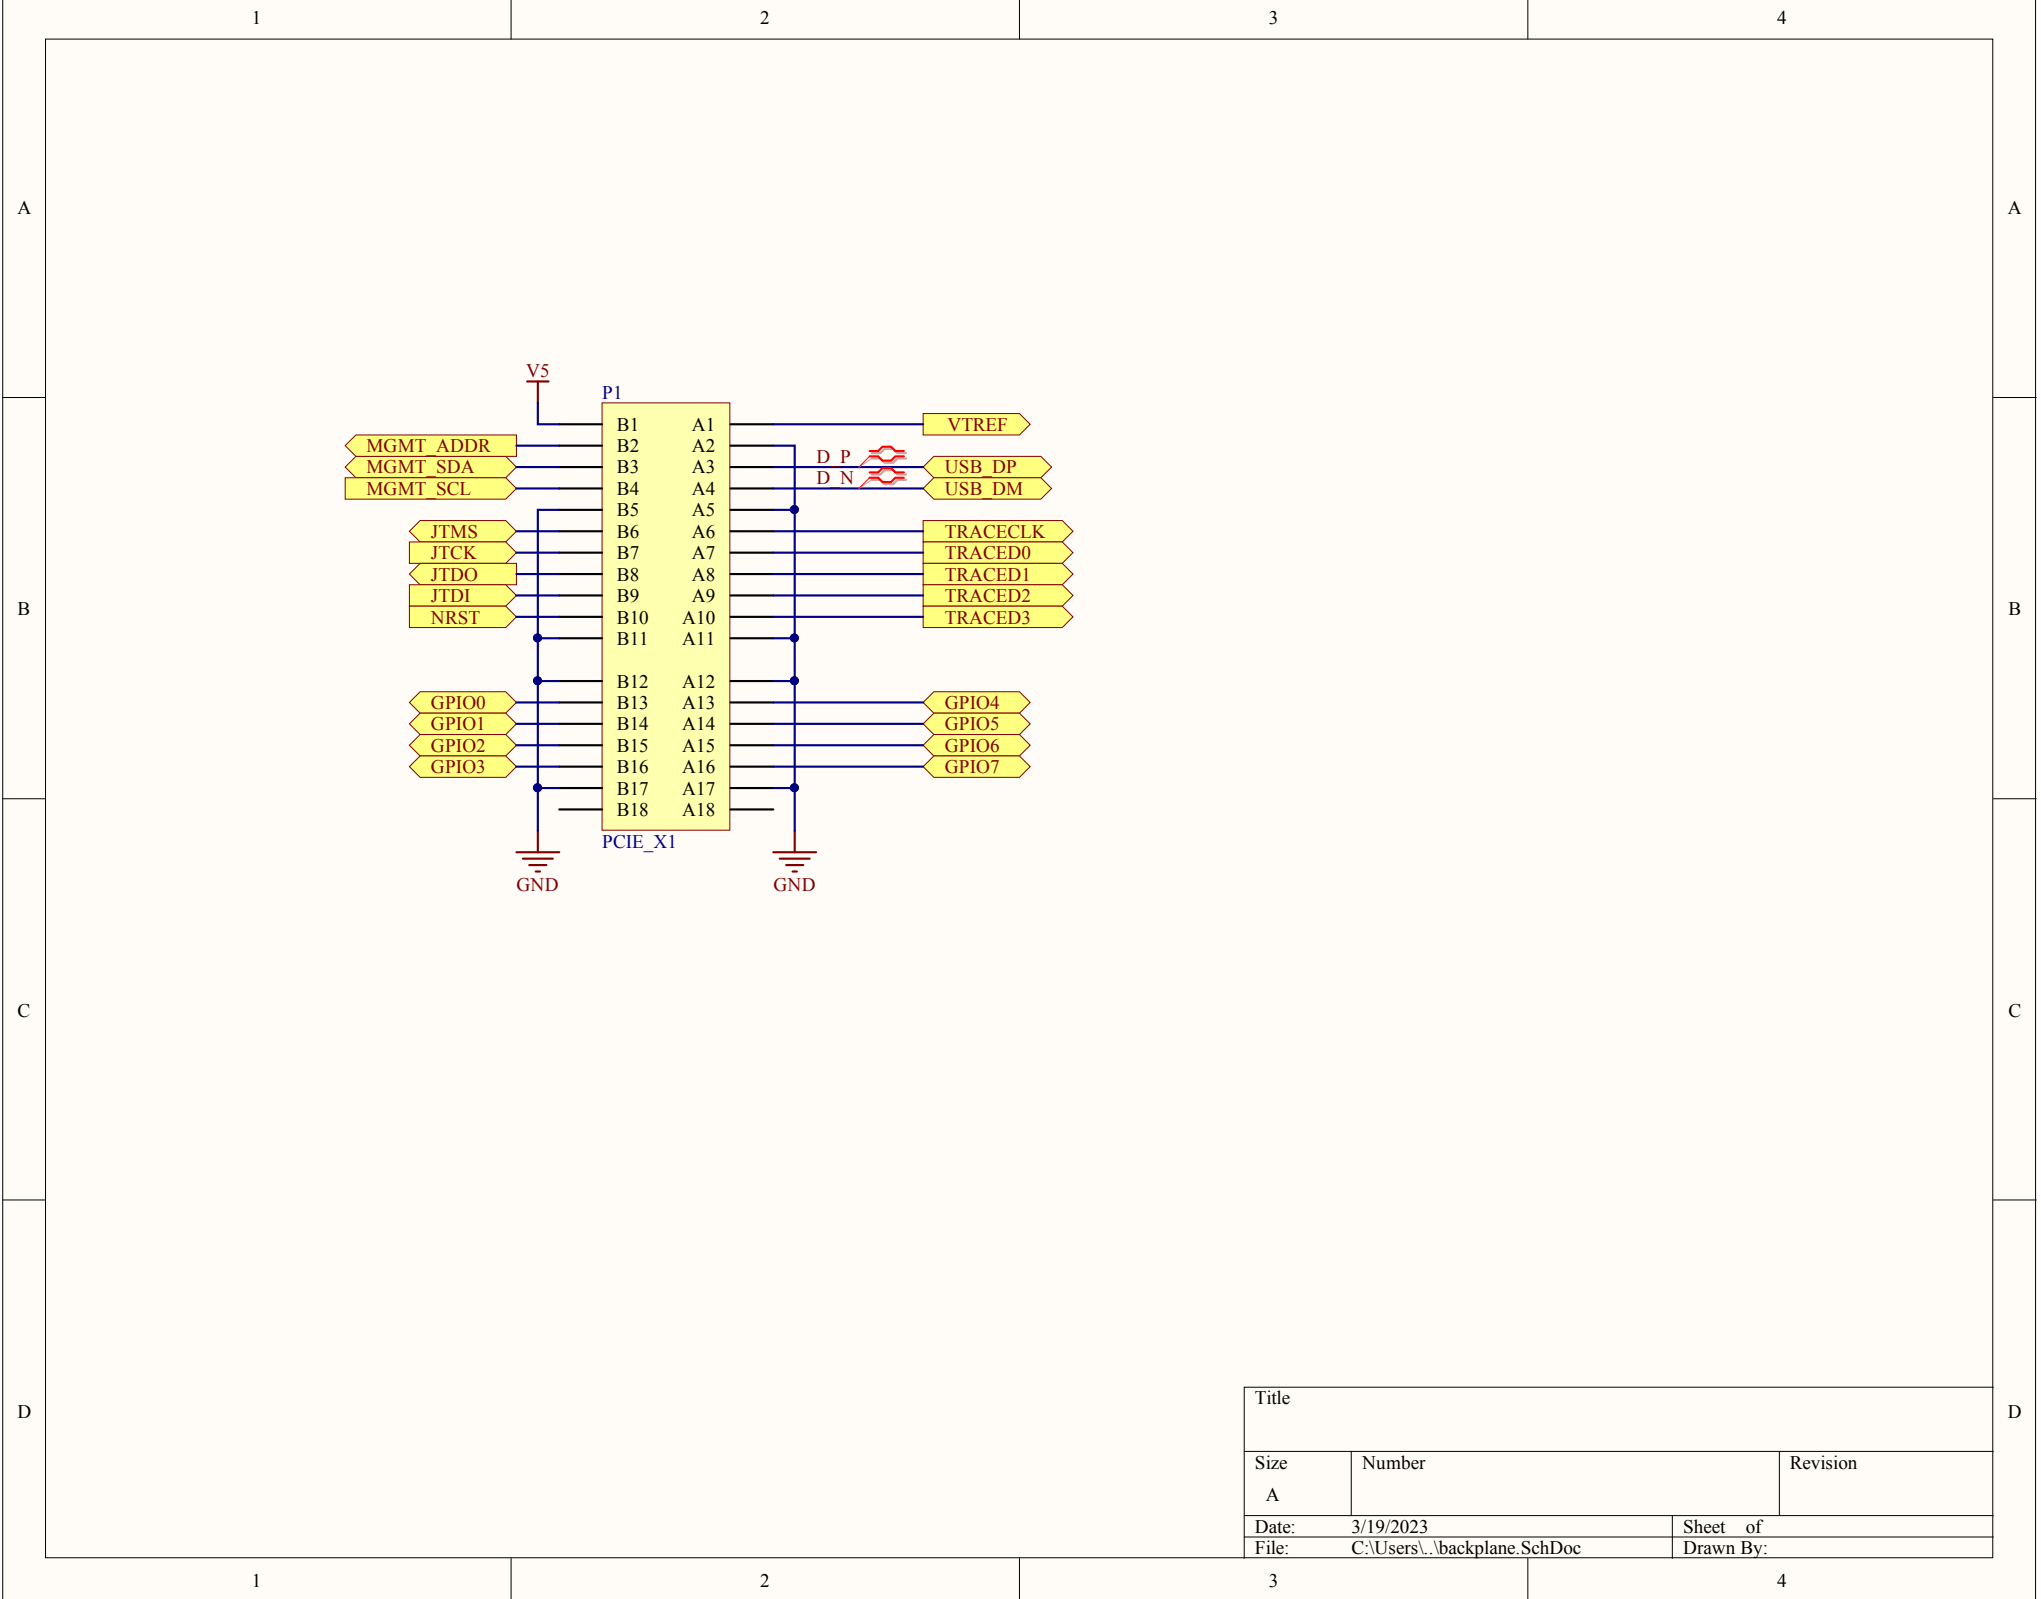 1 2 3 4
A A
V5
P1
B1 A1 VTREF
MGMT_ADDR B2 A2
D_P
MGMT_SDA B3 A3 USB_DP
D_N
MGMT_SCL B4 A4 USB_DM
B5 A5
JTMS B6 A6 TRACECLK
JTCK B7 A7 TRACED0
JTDO B8 A8 TRACED1
JTDI B9 A9 TRACED2
B B
NRST B10 A10 TRACED3
B11 A11
B12 A12
GPIO0 B13 A13 GPIO4
GPIO1 B14 A14 GPIO5
GPIO2 B15 A15 GPIO6
GPIO3 B16 A16 GPIO7
B17 A17
B18 A18
PCIE_X1
GND GND
C C
D D
Title
Size Number Revision
A
Date: 3/19/2023 Sheet of
File: C:\Users\..\backplane.SchDoc Drawn By:
1 2 3 4